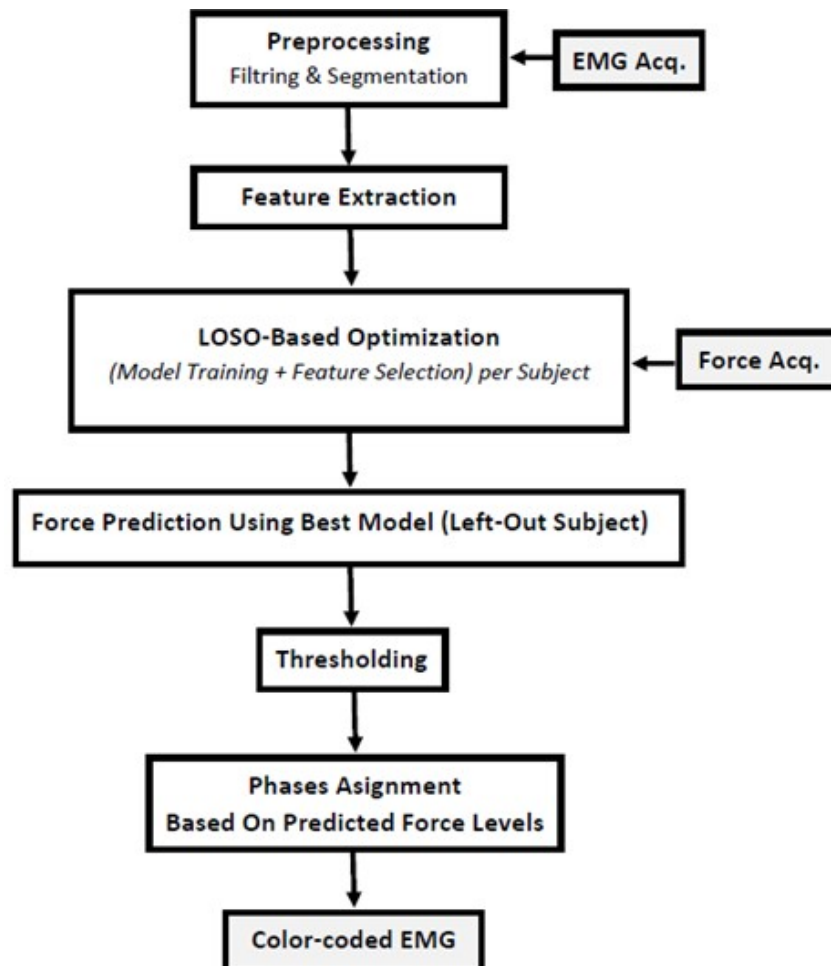 Preprocessing
Filtring & Segmentation
EMG Acq.
Feature Extraction
LOSO-Based Optimization
(Model Training + Feature Selection) per Subject
Force Acq.
Force Prediction Using Best Model (Left-Out Subject)
Thresholding
Phases Asignment
Based On Predicted Force Levels
Color-coded EMG